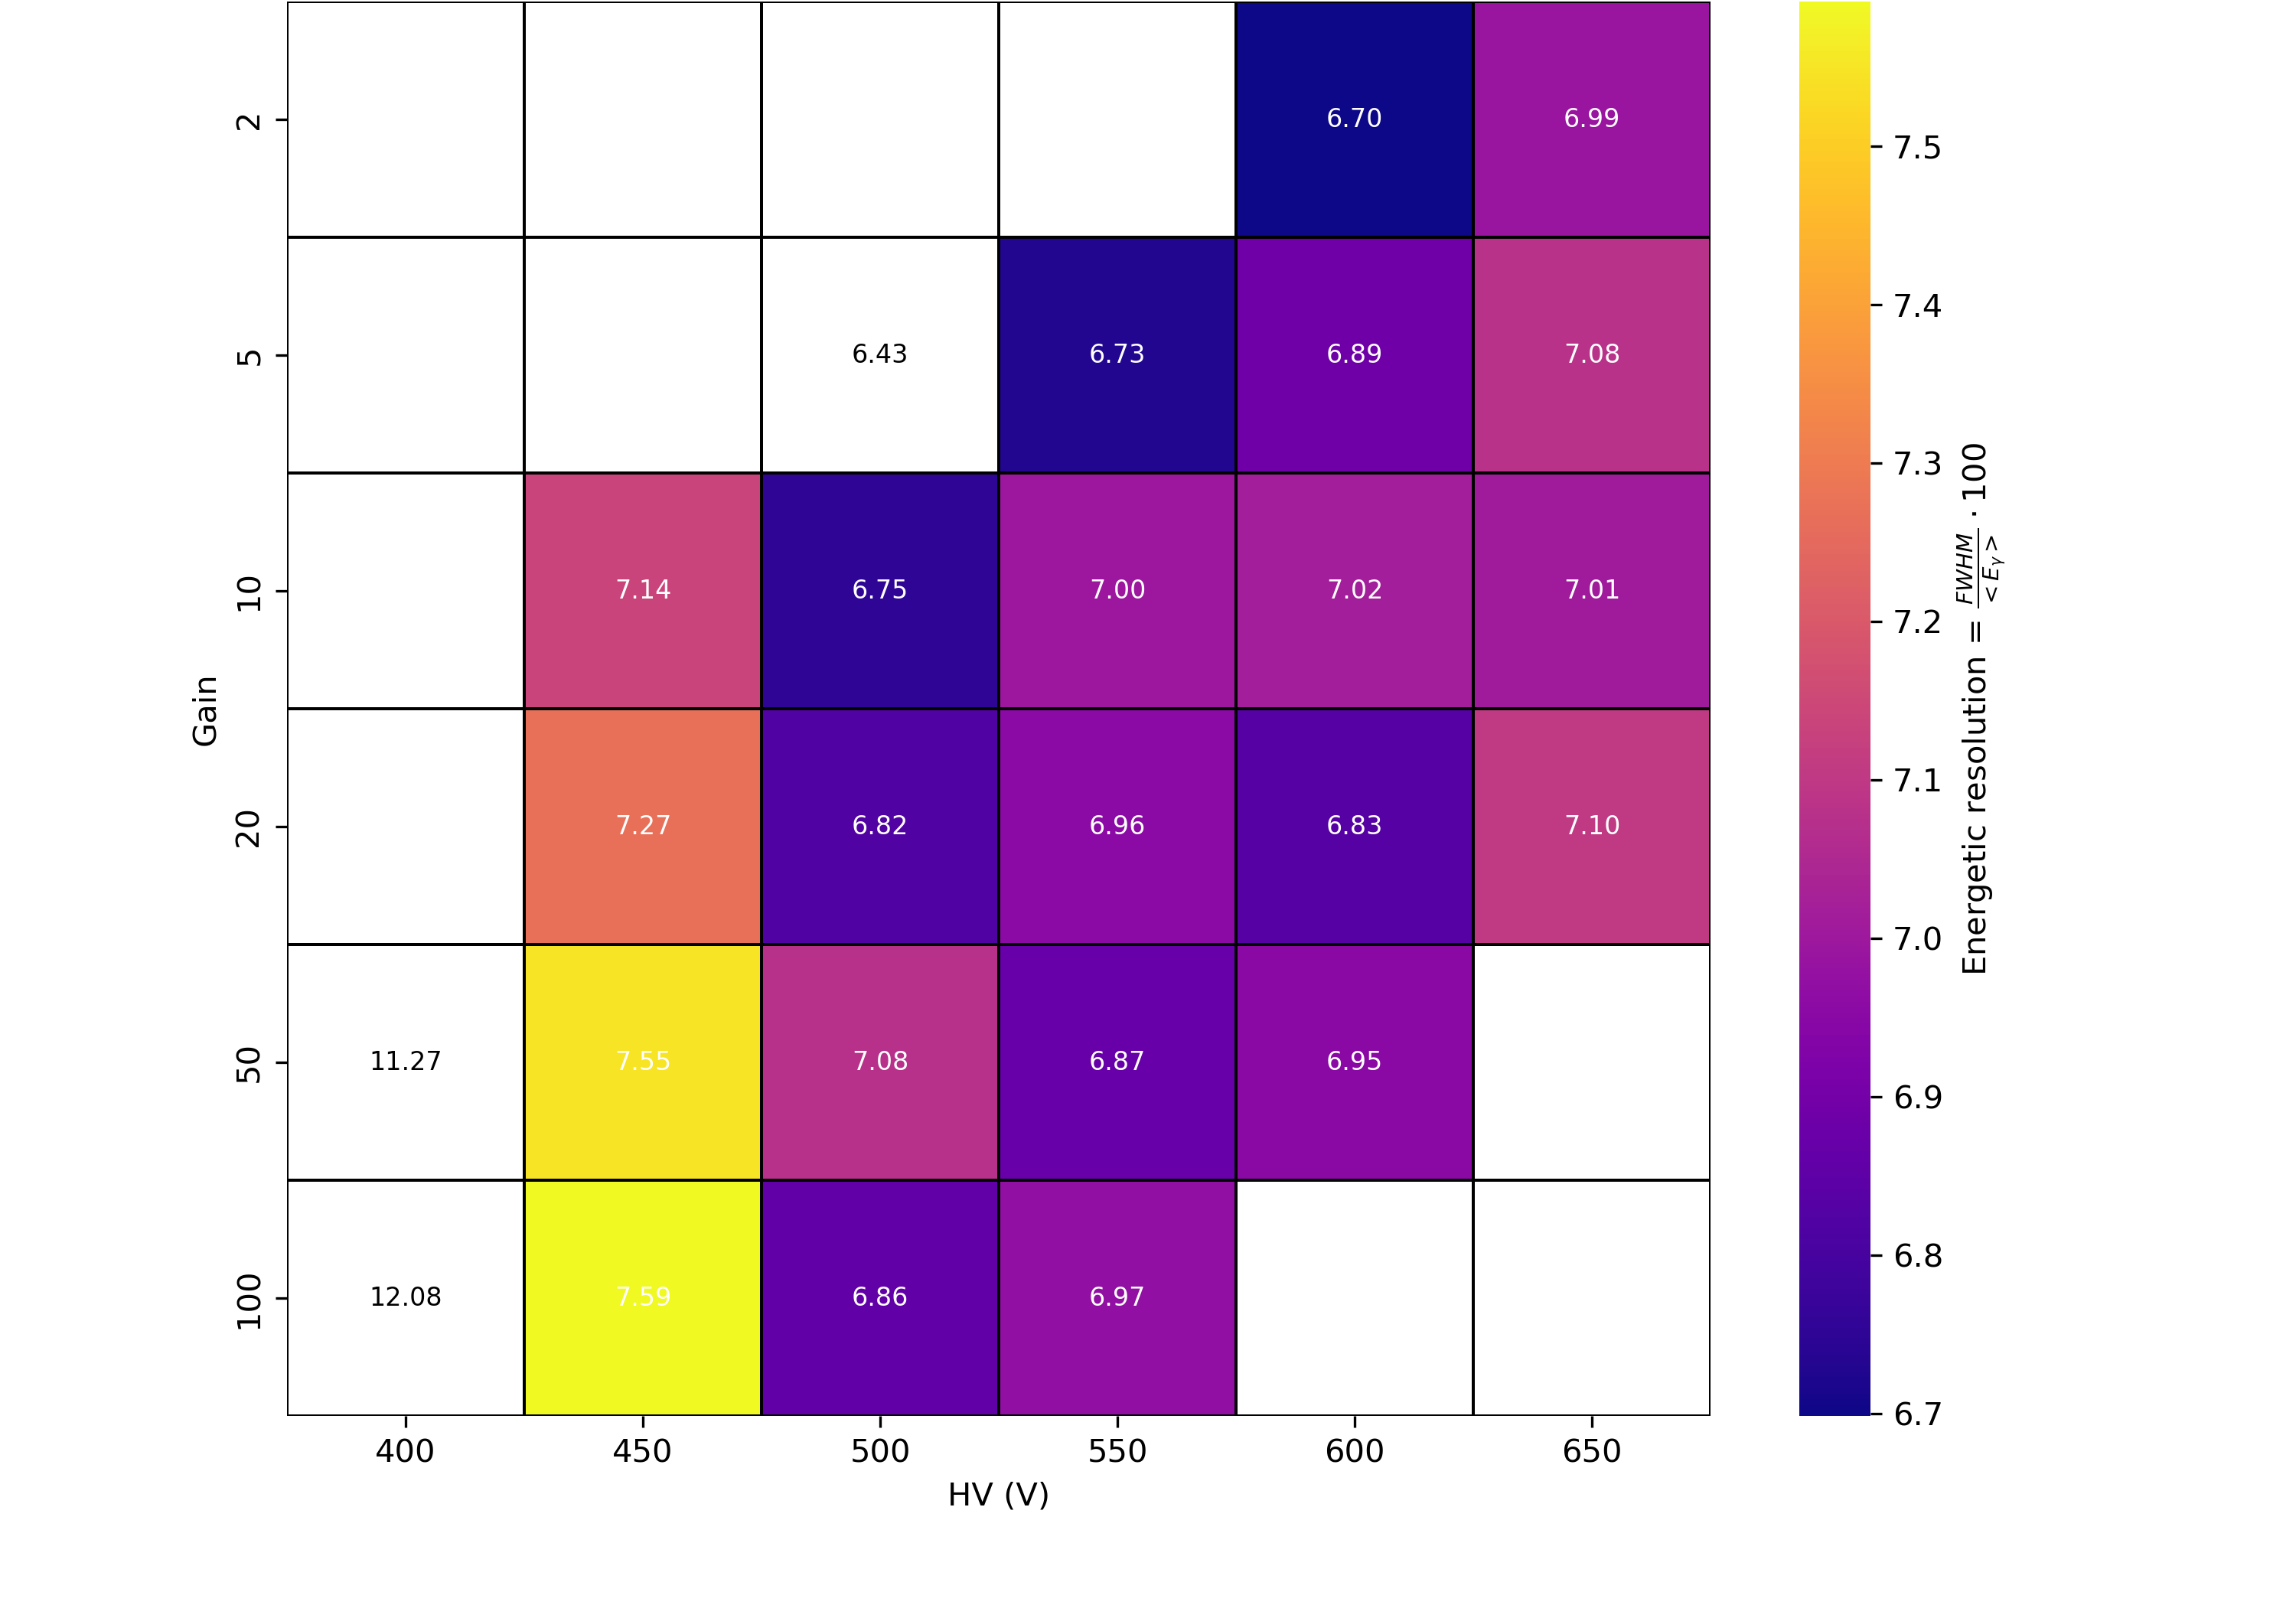 2 6.70 6.99
5 6.43 6.73 6.89 7.08
10 7.14 6.75 7.00 7.02 7.01
20 7.27 6.82 6.96 6.83 7.10
50 11.27 7.55 7.08 6.87 6.95
100 12.08 7.59 6.86 6.97
400 450 500 550 600 650
HV (V)
Gain
7.5
7.4
7.3
7.2
7.1
7.0
6.9
6.8
6.7
Energetic resolution = FWHM / < Eγ > · 100